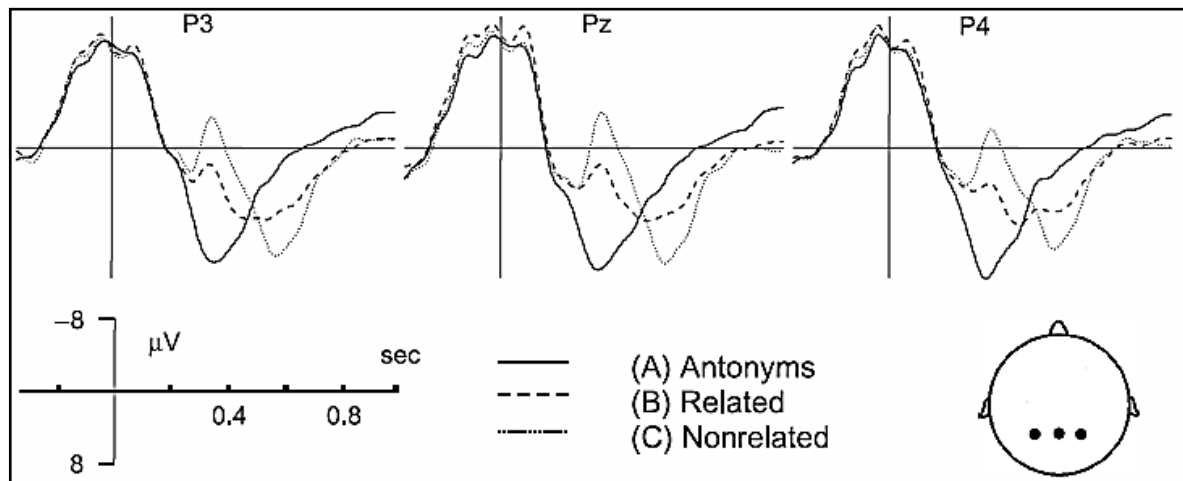 P3 Pz P4
–8
μV
sec
0.4 0.8
8
(A) Antonyms
(B) Related
(C) Nonrelated